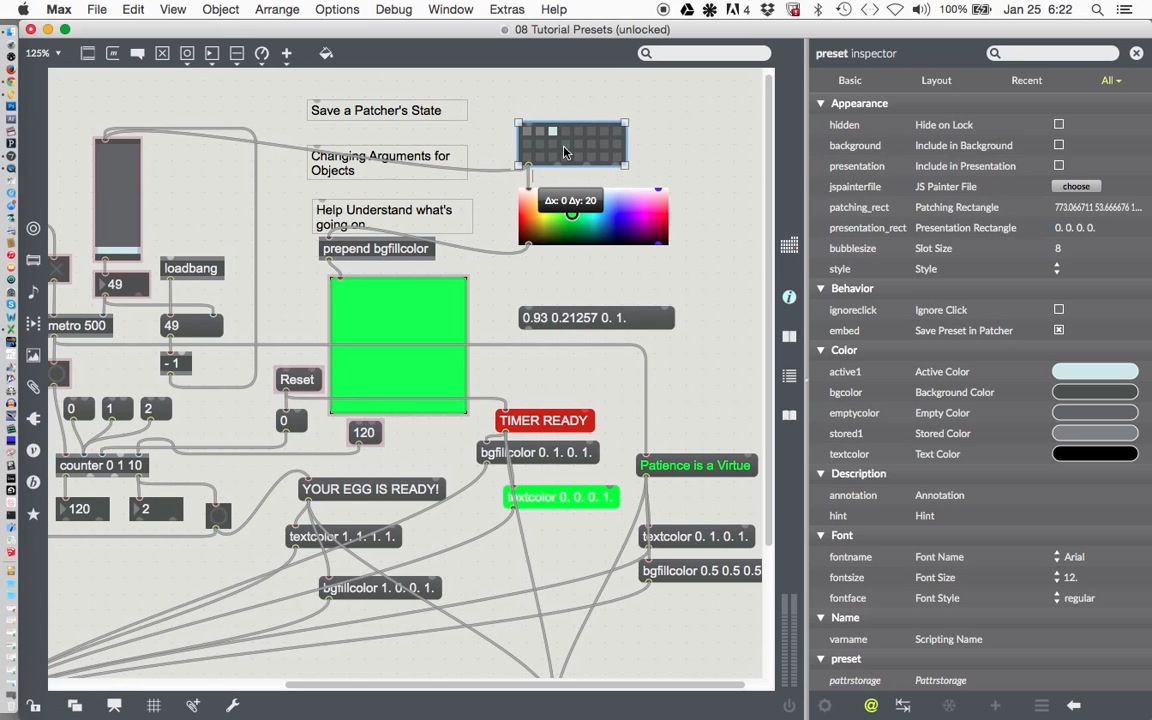 Max File Edit View Object Arrange Options Debug Window Extras Help 4 100% Jan 25 6:22
08 Tutorial Presets (unlocked)
125%
Save a Patcher's State
Changing Arguments for
Objects
Help Understand what's
going on
prepend bgfillcolor
Δx: 0 Δy: 20
49
loadbang
49
metro 500
- 1
0.93 0.21257 0. 1.
Reset
0
0 1 2
120
TIMER READY
bgfillcolor 0. 1. 0. 1.
counter 0 1 10
Patience is a Virtue
YOUR EGG IS READY!
textcolor 0. 0. 0. 1.
120
2
textcolor 1. 1. 1. 1.
textcolor 0. 1. 0. 1.
bgfillcolor 0.5 0.5 0.5
bgfillcolor 1. 0. 0. 1.
preset inspector
Basic Layout Recent All
Appearance
hidden Hide on Lock
background Include in Background
presentation Include in Presentation
jspainterfile JS Painter File choose
patching_rect Patching Rectangle 773.066711 53.666676 1...
presentation_rect Presentation Rectangle 0. 0. 0. 0.
bubblesize Slot Size 8
style Style
Behavior
ignoreclick Ignore Click
embed Save Preset in Patcher
Color
active1 Active Color
bgcolor Background Color
emptycolor Empty Color
stored1 Stored Color
textcolor Text Color
Description
annotation Annotation
hint Hint
Font
fontname Font Name Arial
fontsize Font Size 12.
fontface Font Style regular
Name
varname Scripting Name
preset
pattrstorage Pattrstorage